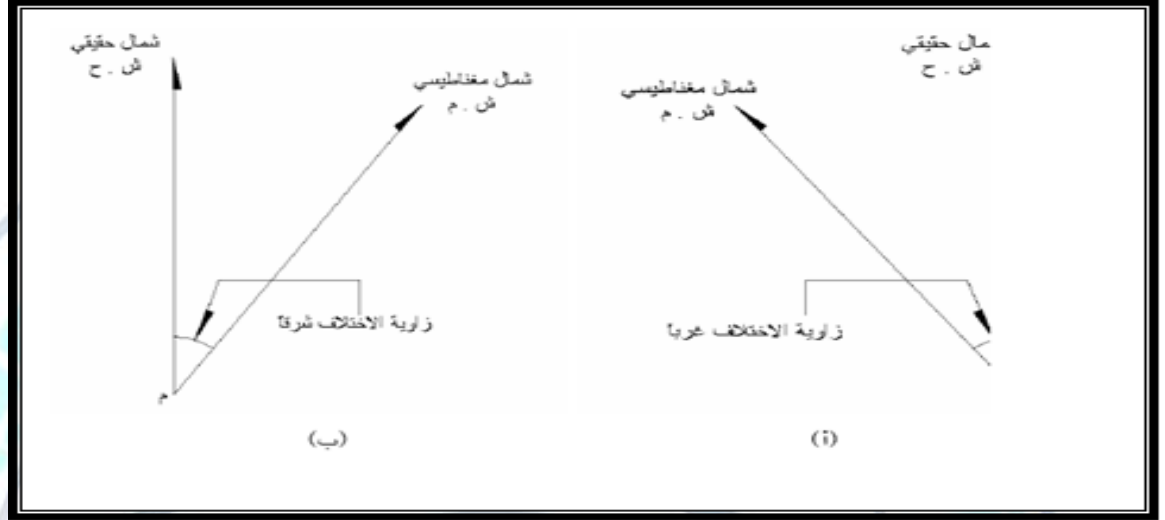 مال حقيقي
ش . ح
شمال مغناطيسي
ش . م
زاوية الاختلاف غرباً
(أ)
شمال حقيقي
ش . ح
شمال مغناطيسي
ش . م
زاوية الاختلاف شرقاً
م
(ب)